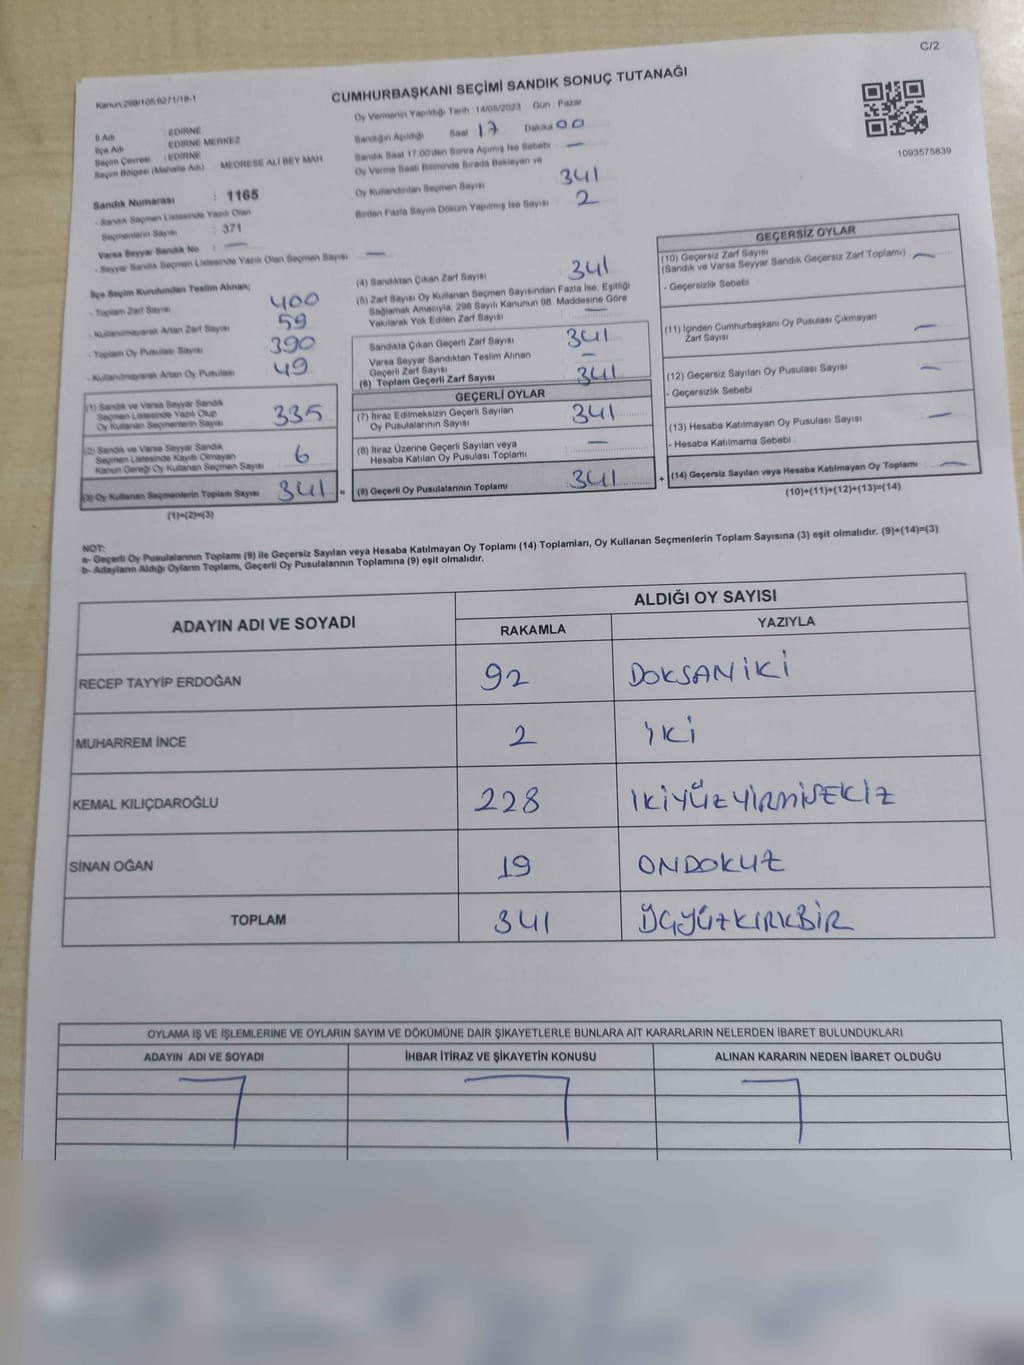 C/2
Kanun:298/105;6271/18-1
CUMHURBAŞKANI SEÇİMİ SANDIK SONUÇ TUTANAĞI
İl Adı : EDİRNE
İlçe Adı : EDİRNE MERKEZ
Seçim Çevresi : EDİRNE
Seçim Bölgesi (Mahalle Adı) : MEDRESE ALİ BEY MAH
Sandık Numarası : 1165
- Sandık Seçmen Listesinde Yazılı Olan
Seçmenlerin Sayısı : 371
Varsa Seyyar Sandık No : —
- Seyyar Sandık Seçmen Listesinde Yazılı Olan Seçmen Sayısı —
Oy Vermenin Yapıldığı Tarih :14/05/2023 Gün : Pazar
Sandığın Açıldığı Saat : 17 Dakika 00
Sandık Saat 17:00'den Sonra Açılmış İse Sebebi : —
Oy Verme Saati Bitiminde Sırada Bekleyen ve
Oy Kullandırılan Seçmen Sayısı 341
Birden Fazla Sayım Döküm Yapılmış İse Sayısı 2
1093575839
İlçe Seçim Kurulundan Teslim Alınan;
- Toplam Zarf Sayısı 400
- Kullanılmayarak Artan Zarf Sayısı 59
- Toplam Oy Pusulası Sayısı 390
- Kullanılmayarak Artan Oy Pusulası 49
(1) Sandık ve Varsa Seyyar Sandık
Seçmen Listesinde Yazılı Olup
Oy Kullanan Seçmenlerin Sayısı 335
(2) Sandık ve Varsa Seyyar Sandık
Seçmen Listesinde Kayıtlı Olmayan
Kanun Gereği Oy Kullanan Seçmen Sayısı 6
(3) Oy Kullanan Seçmenlerin Toplam Sayısı 341 =
(1)+(2)=(3)
(4) Sandıktan Çıkan Zarf Sayısı 341
(5) Zarf Sayısı Oy Kullanan Seçmen Sayısından Fazla İse, Eşitliği
Sağlamak Amacıyla, 298 Sayılı Kanunun 98. Maddesine Göre
Yakılarak Yok Edilen Zarf Sayısı —
Sandıkta Çıkan Geçerli Zarf Sayısı 341
Varsa Seyyar Sandıktan Teslim Alınan
Geçerli Zarf Sayısı —
(6) Toplam Geçerli Zarf Sayısı 341
GEÇERLİ OYLAR
(7) İtiraz Edilmeksizin Geçerli Sayılan
Oy Pusulalarının Sayısı 341
(8) İtiraz Üzerine Geçerli Sayılan veya
Hesaba Katılan Oy Pusulası Toplamı —
(9) Geçerli Oy Pusulalarının Toplamı :341 +
GEÇERSİZ OYLAR
(10) Geçersiz Zarf Sayısı
(Sandık ve Varsa Seyyar Sandık Geçersiz Zarf Toplamı) —
- Geçersizlik Sebebi
(11) İçinden Cumhurbaşkanı Oy Pusulası Çıkmayan
Zarf Sayısı —
(12) Geçersiz Sayılan Oy Pusulası Sayısı —
- Geçersizlik Sebebi :
(13) Hesaba Katılmayan Oy Pusulası Sayısı —
- Hesaba Katılmama Sebebi :
(14) Geçersiz Sayılan veya Hesaba Katılmayan Oy Toplamı —
(10)+(11)+(12)+(13)=(14)
NOT:
a- Geçerli Oy Pusulalarının Toplamı (9) ile Geçersiz Sayılan veya Hesaba Katılmayan Oy Toplamı (14) Toplamları, Oy Kullanan Seçmenlerin Toplam Sayısına (3) eşit olmalıdır. (9)+(14)=(3)
b- Adayların Aldığı Oyların Toplamı, Geçerli Oy Pusulalarının Toplamına (9) eşit olmalıdır.
ADAYIN ADI VE SOYADI ALDIĞI OY SAYISI
RAKAMLA YAZIYLA
RECEP TAYYİP ERDOĞAN 92 DOKSANİKİ
MUHARREM İNCE 2 İKİ
KEMAL KILIÇDAROĞLU 228 İKİYÜZYİRMİSEKİZ
SİNAN OĞAN 19 ONDOKUZ
TOPLAM 341 ÜÇYÜZKIRKBİR
OYLAMA İŞ VE İŞLEMLERİNE VE OYLARIN SAYIM VE DÖKÜMÜNE DAİR ŞİKAYETLERLE BUNLARA AİT KARARLARIN NELERDEN İBARET BULUNDUKLARI
ADAYIN ADI VE SOYADI İHBAR İTİRAZ VE ŞİKAYETİN KONUSU ALINAN KARARIN NEDEN İBARET OLDUĞU